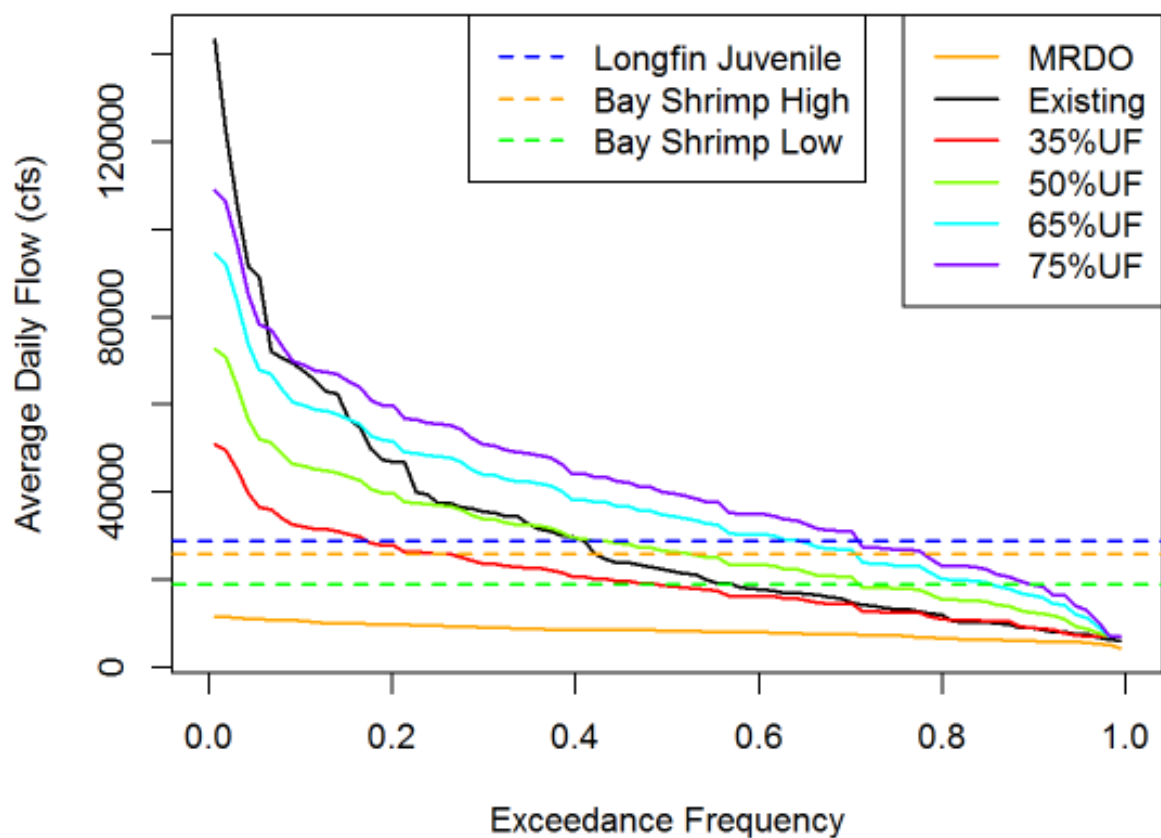 Longfin Juvenile
Bay Shrimp High
Bay Shrimp Low
MRDO
Existing
35%UF
50%UF
65%UF
75%UF
Average Daily Flow (cfs)
120000
80000
40000
0
0.0 0.2 0.4 0.6 0.8 1.0
Exceedance Frequency